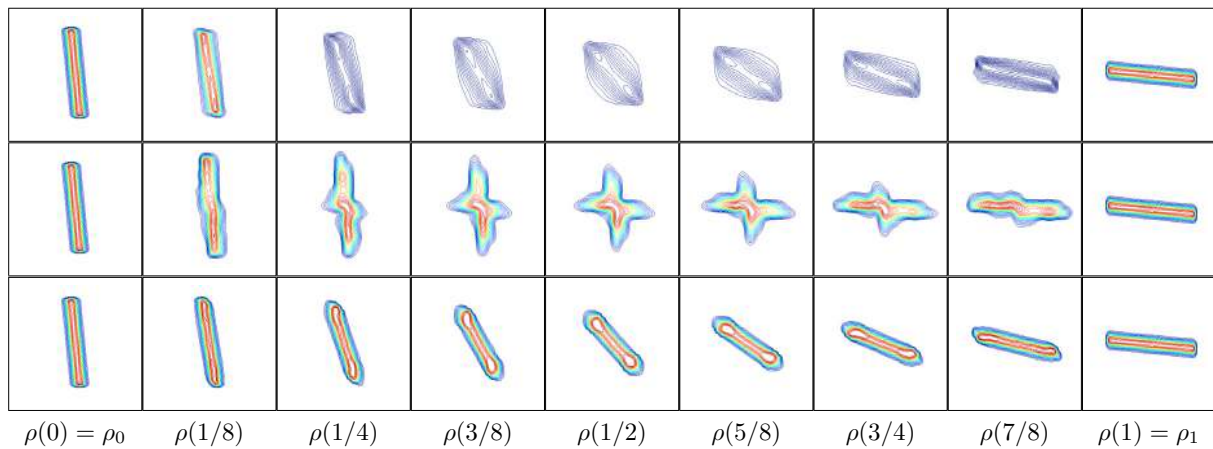 ρ(0) = ρ₀ ρ(1/8) ρ(1/4) ρ(3/8) ρ(1/2) ρ(5/8) ρ(3/4) ρ(7/8) ρ(1) = ρ₁